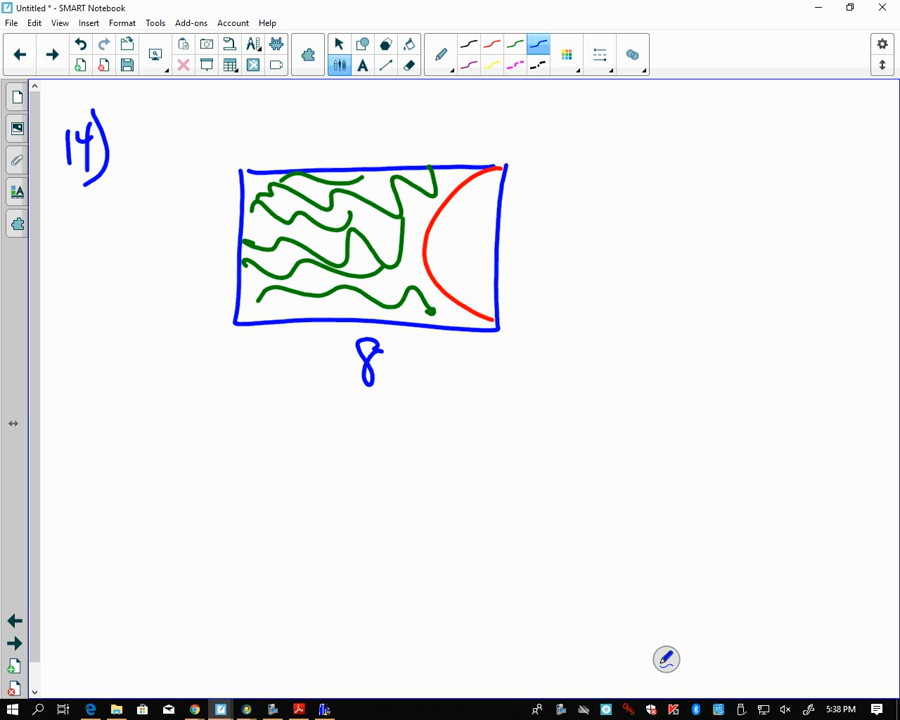 Untitled * - SMART Notebook
File Edit View Insert Format Tools Add-ons Account Help
14)
8
5:38 PM